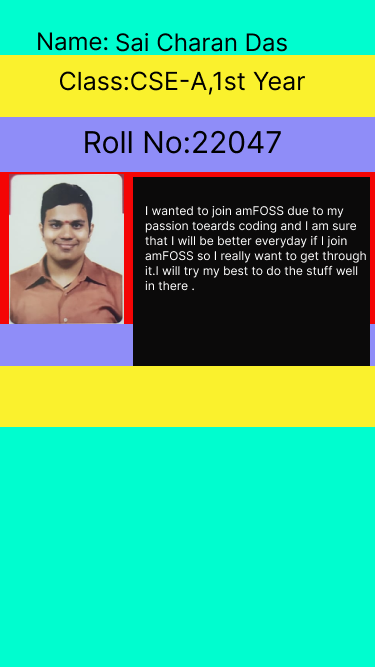 Name: Sai Charan Das
Class:CSE-A,1st Year
Roll No:22047
I wanted to join amFOSS due to my
passion toeards coding and I am sure
that I will be better everyday if I join
amFOSS so I really want to get through
it.I will try my best to do the stuff well
in there .